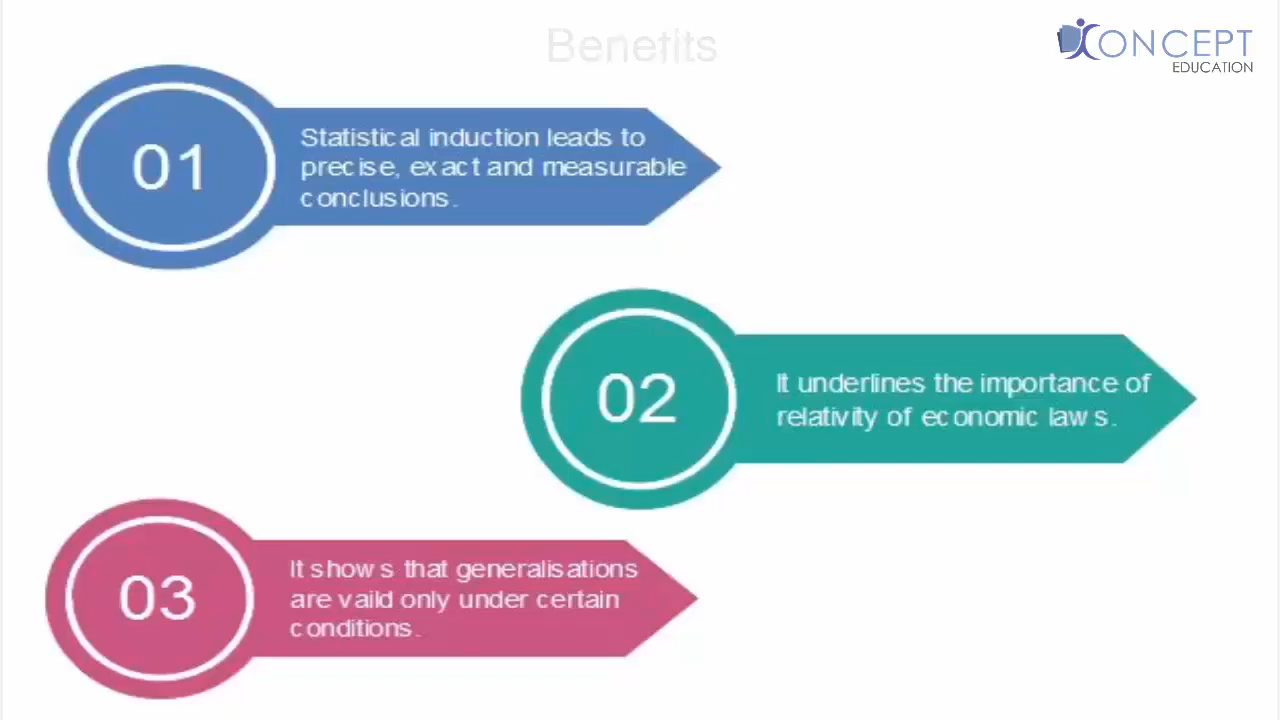 Benefits
CONCEPT
EDUCATION
01
Statistical induction leads to
precise, exact and measurable
conclusions.
02
It underlines the importance of
relativity of economic laws.
03
It shows that generalisations
are vaild only under certain
conditions.